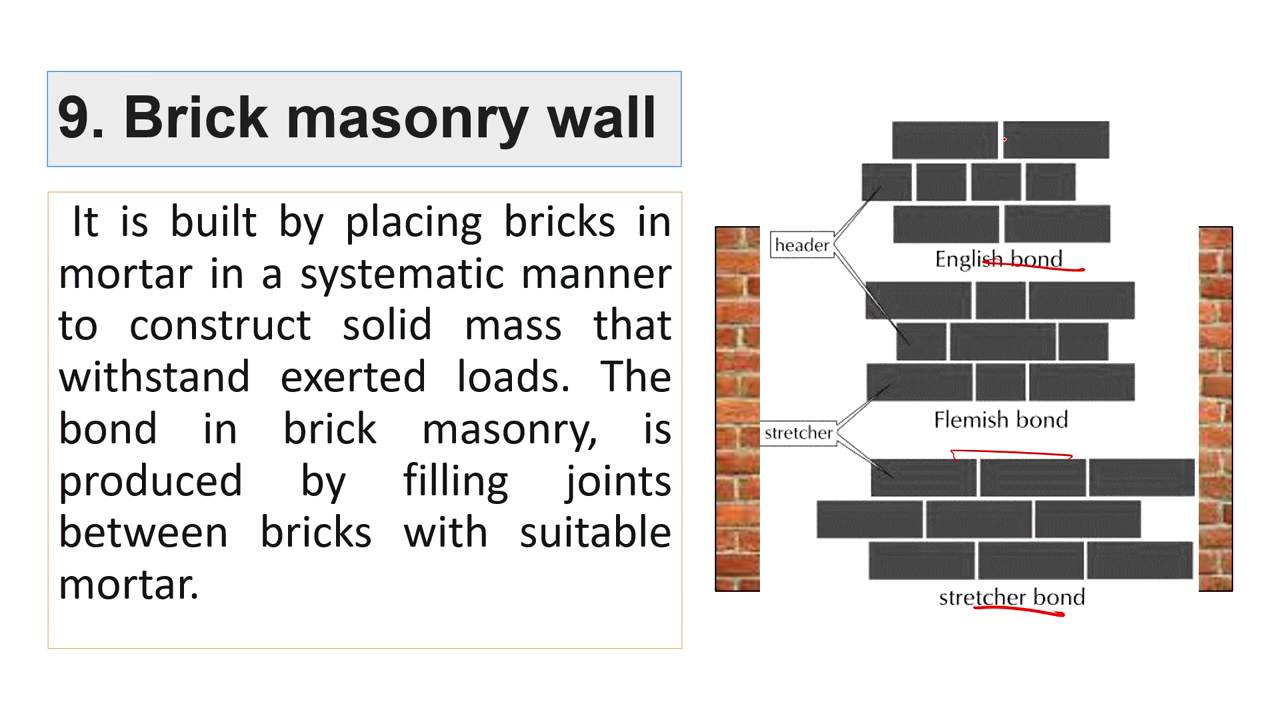 9. Brick masonry wall
It is built by placing bricks in
mortar in a systematic manner
to construct solid mass that
withstand exerted loads. The
bond in brick masonry, is
produced by filling joints
between bricks with suitable
mortar.
header
English bond
Flemish bond
stretcher
stretcher bond